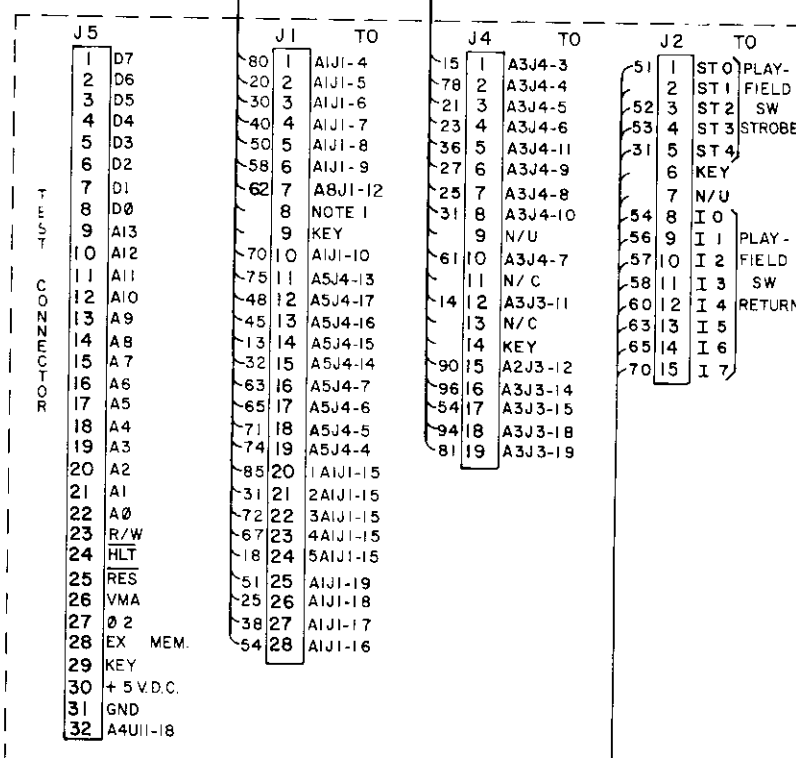 J5
1 D7
2 D6
3 D5
4 D4
5 D3
6 D2
7 D1
8 DØ
9 A13
10 A12
11 A11
12 A10
13 A9
14 A8
15 A7
16 A6
17 A5
18 A4
19 A3
20 A2
21 A1
22 AØ
23 R/W
24 HLT
25 RES
26 VMA
27 Ø2
28 EX MEM.
29 KEY
30 +5 V.D.C.
31 GND
32 A4U11-18
TEST CONNECTOR
J1 TO
80 1 A1J1-4
20 2 A1J1-5
30 3 A1J1-6
40 4 A1J1-7
50 5 A1J1-8
58 6 A1J1-9
62 7 A8J1-12
8 NOTE 1
9 KEY
70 10 A1J1-10
75 11 A5J4-13
48 12 A5J4-17
45 13 A5J4-16
13 14 A5J4-15
32 15 A5J4-14
63 16 A5J4-7
65 17 A5J4-6
71 18 A5J4-5
74 19 A5J4-4
85 20 1A1J1-15
31 21 2A1J1-15
72 22 3A1J1-15
67 23 4A1J1-15
18 24 5A1J1-15
51 25 A1J1-19
25 26 A1J1-18
38 27 A1J1-17
54 28 A1J1-16
J4 TO
15 1 A3J4-3
78 2 A3J4-4
21 3 A3J4-5
23 4 A3J4-6
36 5 A3J4-11
27 6 A3J4-9
25 7 A3J4-8
31 8 A3J4-10
9 N/U
61 10 A3J4-7
11 N/C
14 12 A3J3-11
13 N/C
14 KEY
90 15 A2J3-12
96 16 A3J3-14
54 17 A3J3-15
94 18 A3J3-18
81 19 A3J3-19
J2 TO
51 1 ST 0
2 ST 1
52 3 ST 2
53 4 ST 3
31 5 ST 4
PLAY-
FIELD
SW
STROBE
6 KEY
7 N/U
54 8 I 0
56 9 I 1
57 10 I 2
58 11 I 3
60 12 I 4
63 13 I 5
65 14 I 6
70 15 I 7
PLAY-
FIELD
SW
RETURN